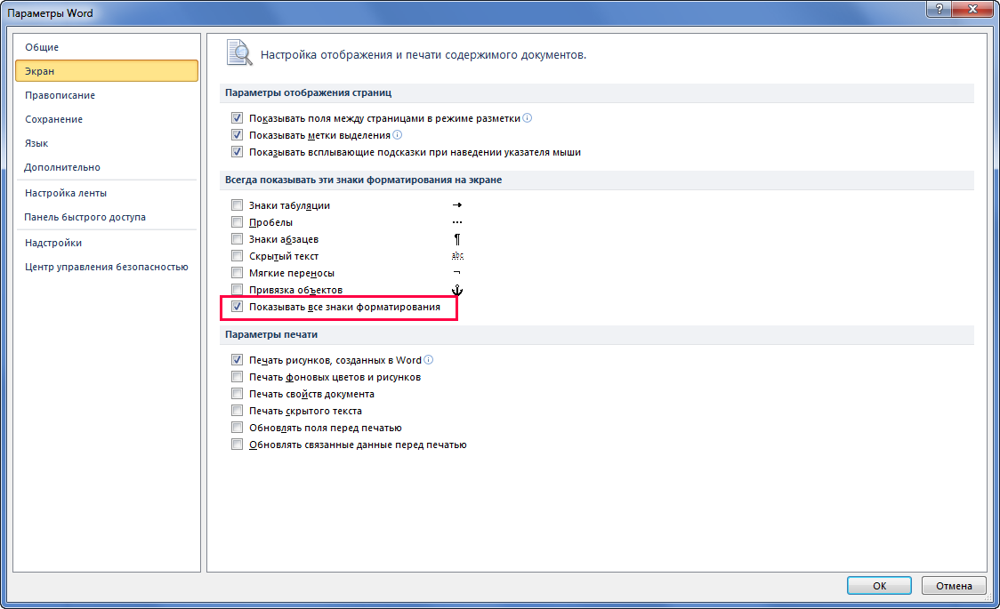 Параметры Word
?
Общие
Экран
Правописание
Сохранение
Язык
Дополнительно
Настройка ленты
Панель быстрого доступа
Надстройки
Центр управления безопасностью
Настройка отображения и печати содержимого документов.
Параметры отображения страниц
Показывать поля между страницами в режиме разметки
Показывать метки выделения
Показывать всплывающие подсказки при наведении указателя мыши
Всегда показывать эти знаки форматирования на экране
Знаки табуляции →
Пробелы ···
Знаки абзацев ¶
Скрытый текст abc
Мягкие переносы ¬
Привязка объектов
Показывать все знаки форматирования
Параметры печати
Печать рисунков, созданных в Word
Печать фоновых цветов и рисунков
Печать свойств документа
Печать скрытого текста
Обновлять поля перед печатью
Обновлять связанные данные перед печатью
ОК
Отмена